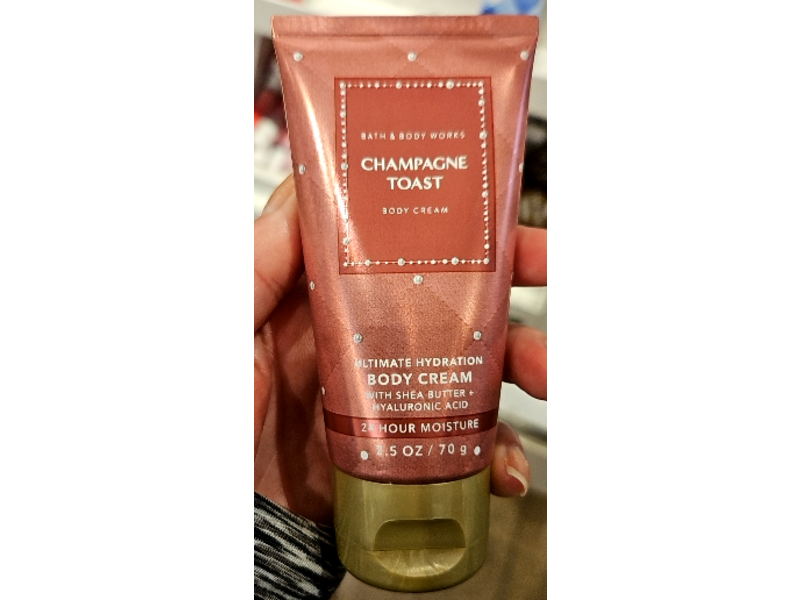 BATH & BODY WORKS
CHAMPAGNE
TOAST
BODY CREAM
ULTIMATE HYDRATION
BODY CREAM
WITH SHEA BUTTER +
HYALURONIC ACID
24 HOUR MOISTURE
2.5 OZ / 70 g